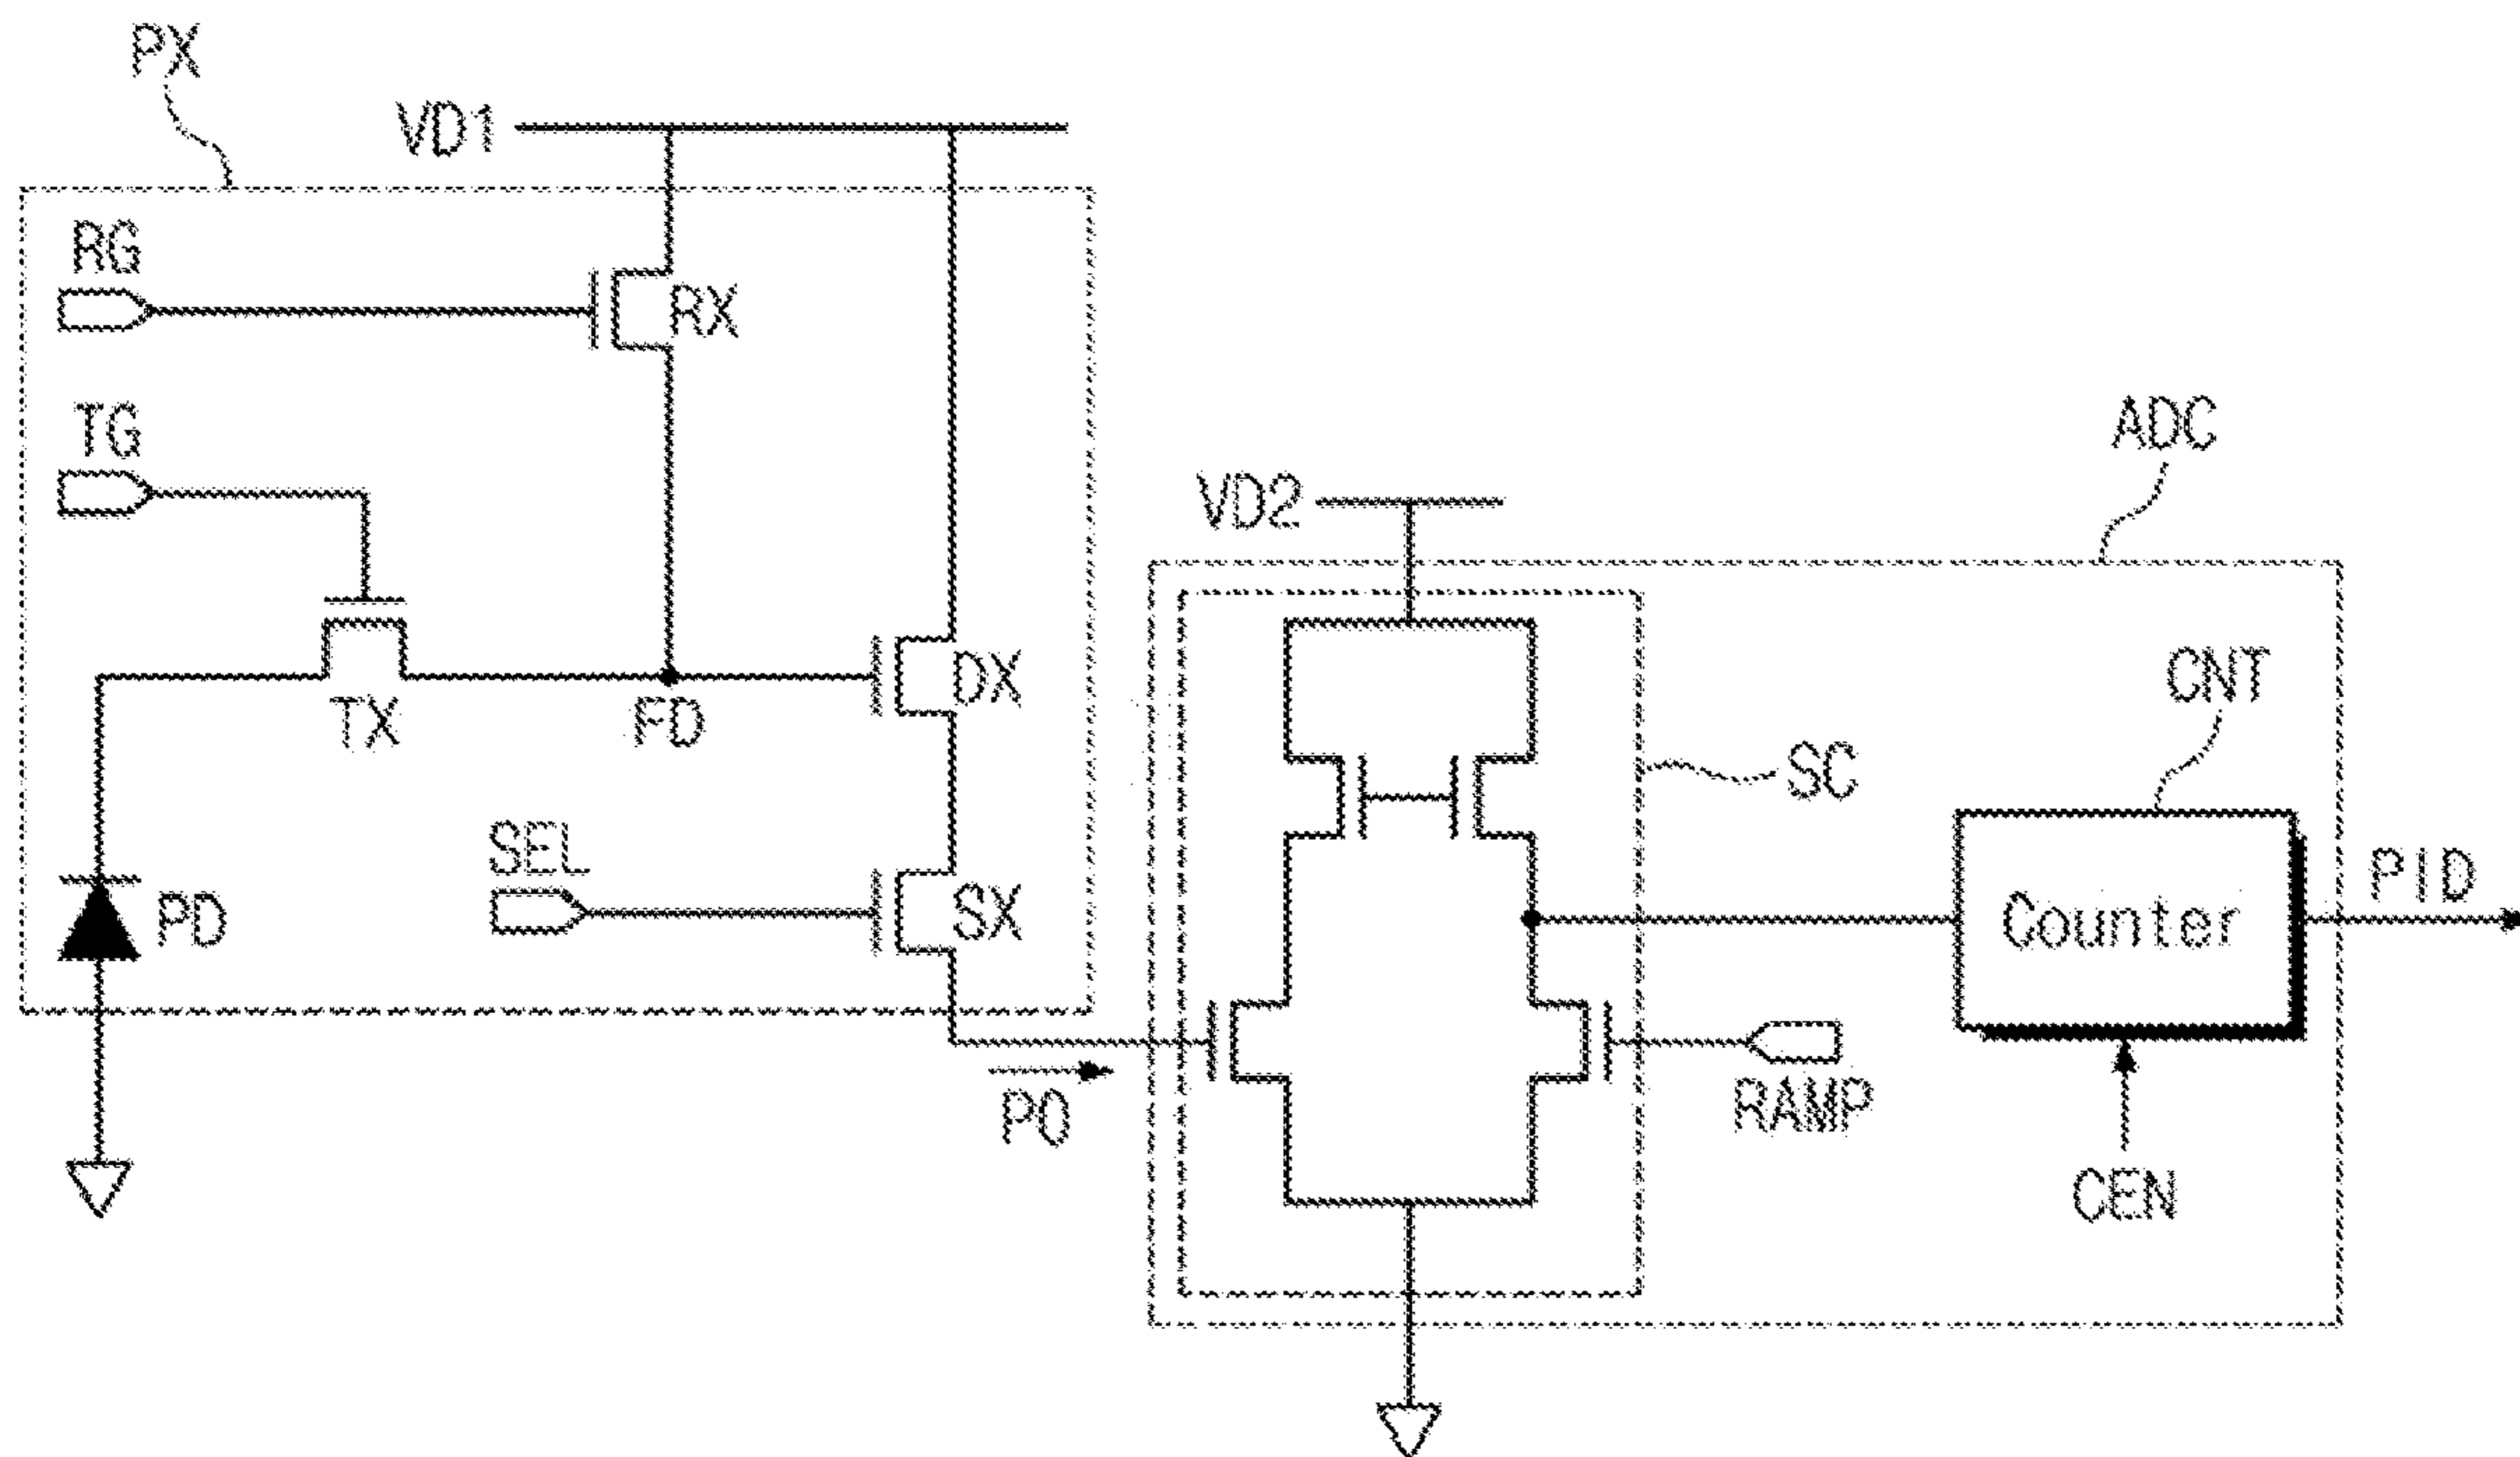 PX
VD1
RG
RX
TG
ADC
VD2
TX
FD
DX
CNT
SC
SEL
PD
SX
Counter
PID
PO
RAMP
CEN